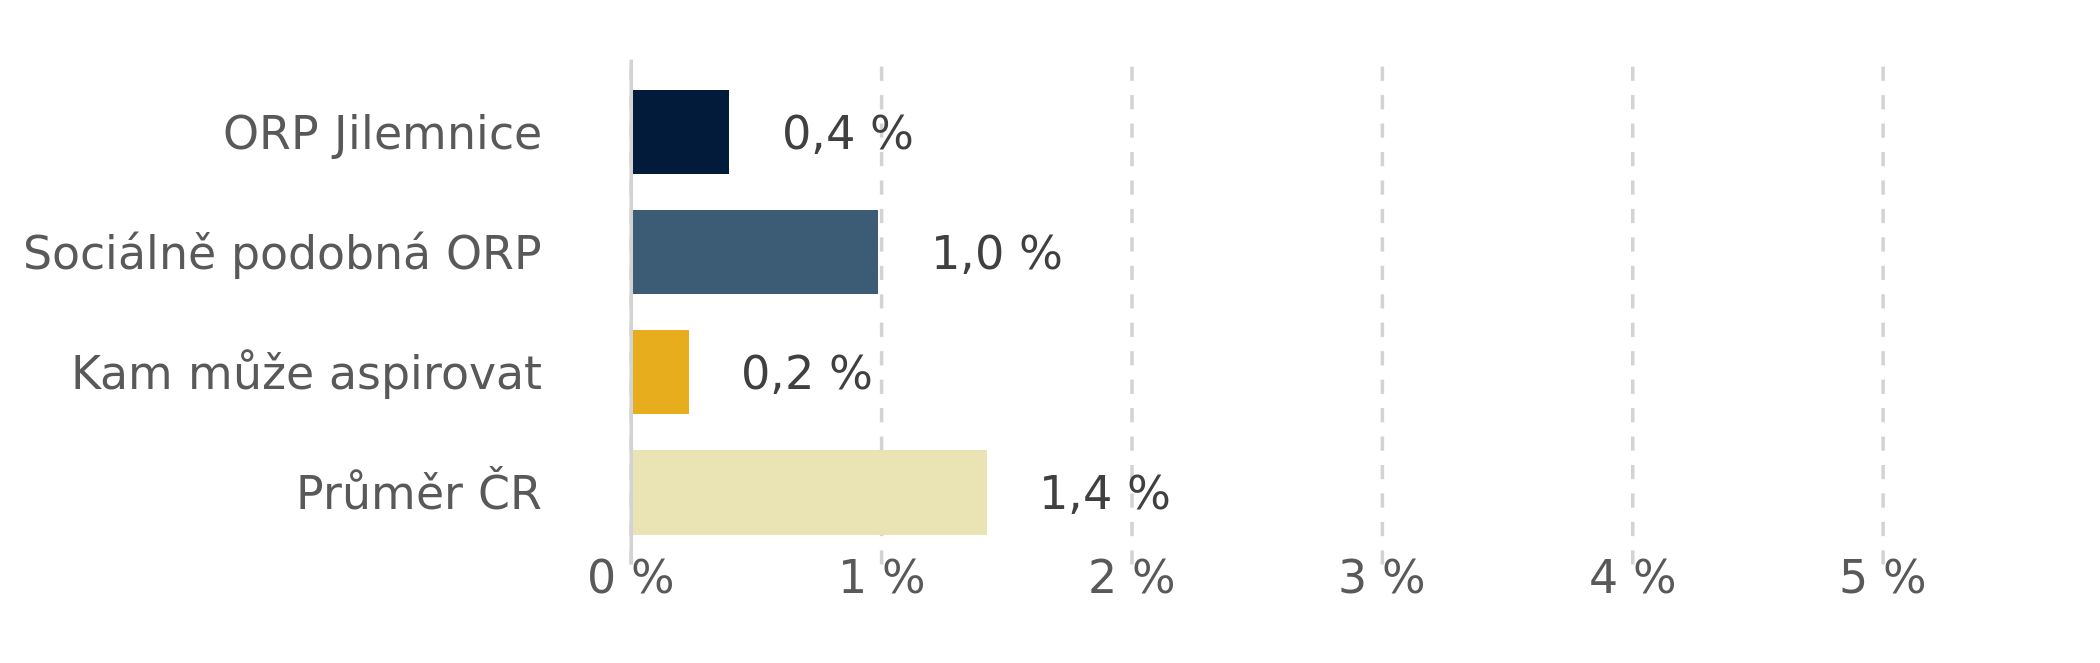 ORP Jilemnice 0,4 %
Sociálně podobná ORP 1,0 %
Kam může aspirovat 0,2 %
Průměr ČR 1,4 %
0 % 1 % 2 % 3 % 4 % 5 %